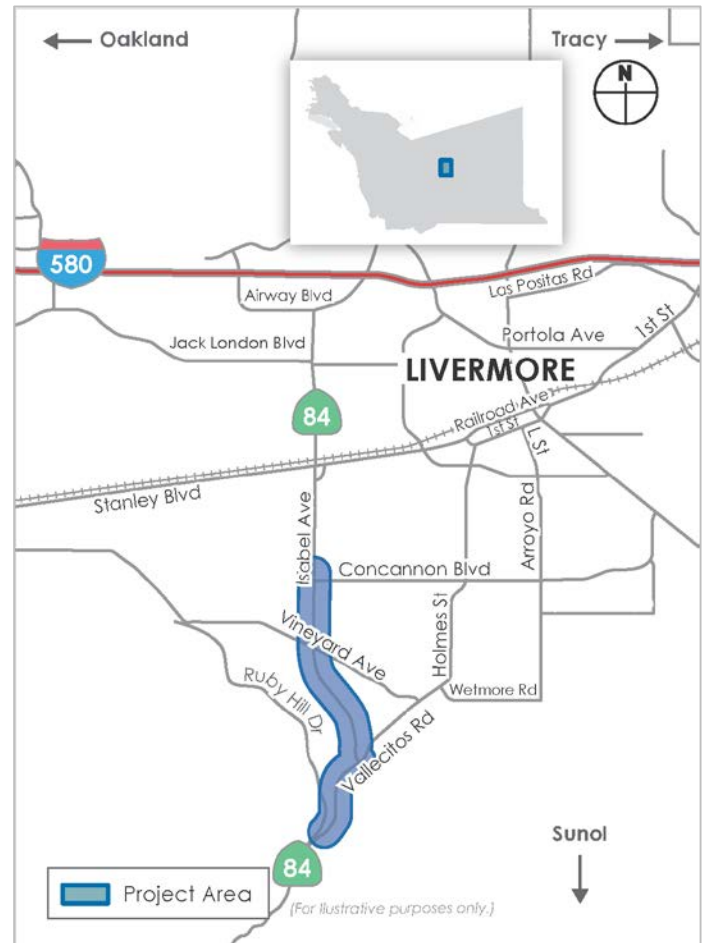 Oakland
Tracy
N
580
Las Positas Rd
Airway Blvd
1st St
Portola Ave
Jack London Blvd
LIVERMORE
84
Railroad Ave
1st St
L St
Stanley Blvd
Isabel Ave
Arroyo Rd
Concannon Blvd
Holmes St
Vineyard Ave
Ruby Hill Dr
Wetmore Rd
Vallecitos Rd
Sunol
84
Project Area
(For Ilustrative purposes only.)